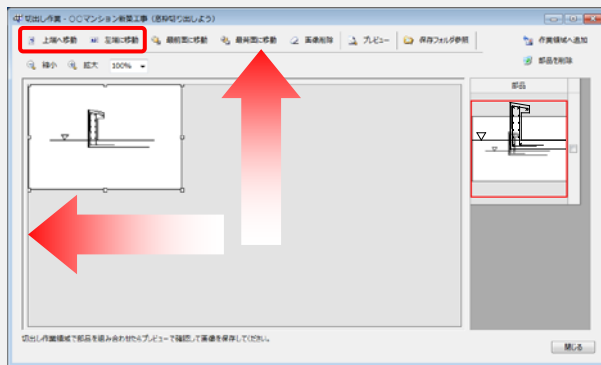 切出し作業 - ○○マンション新築工事（窓枠切り出しよう）
上端へ移動 左端に移動 最前面に移動 最背面に移動 画像削除 プレビュー 保存フォルダ参照 作業領域へ追加
縮小 拡大 100% 部品を削除
部品
切出し作業領域で部品を組み合わせたらプレビューで確認して画像を保存してください。
閉じる